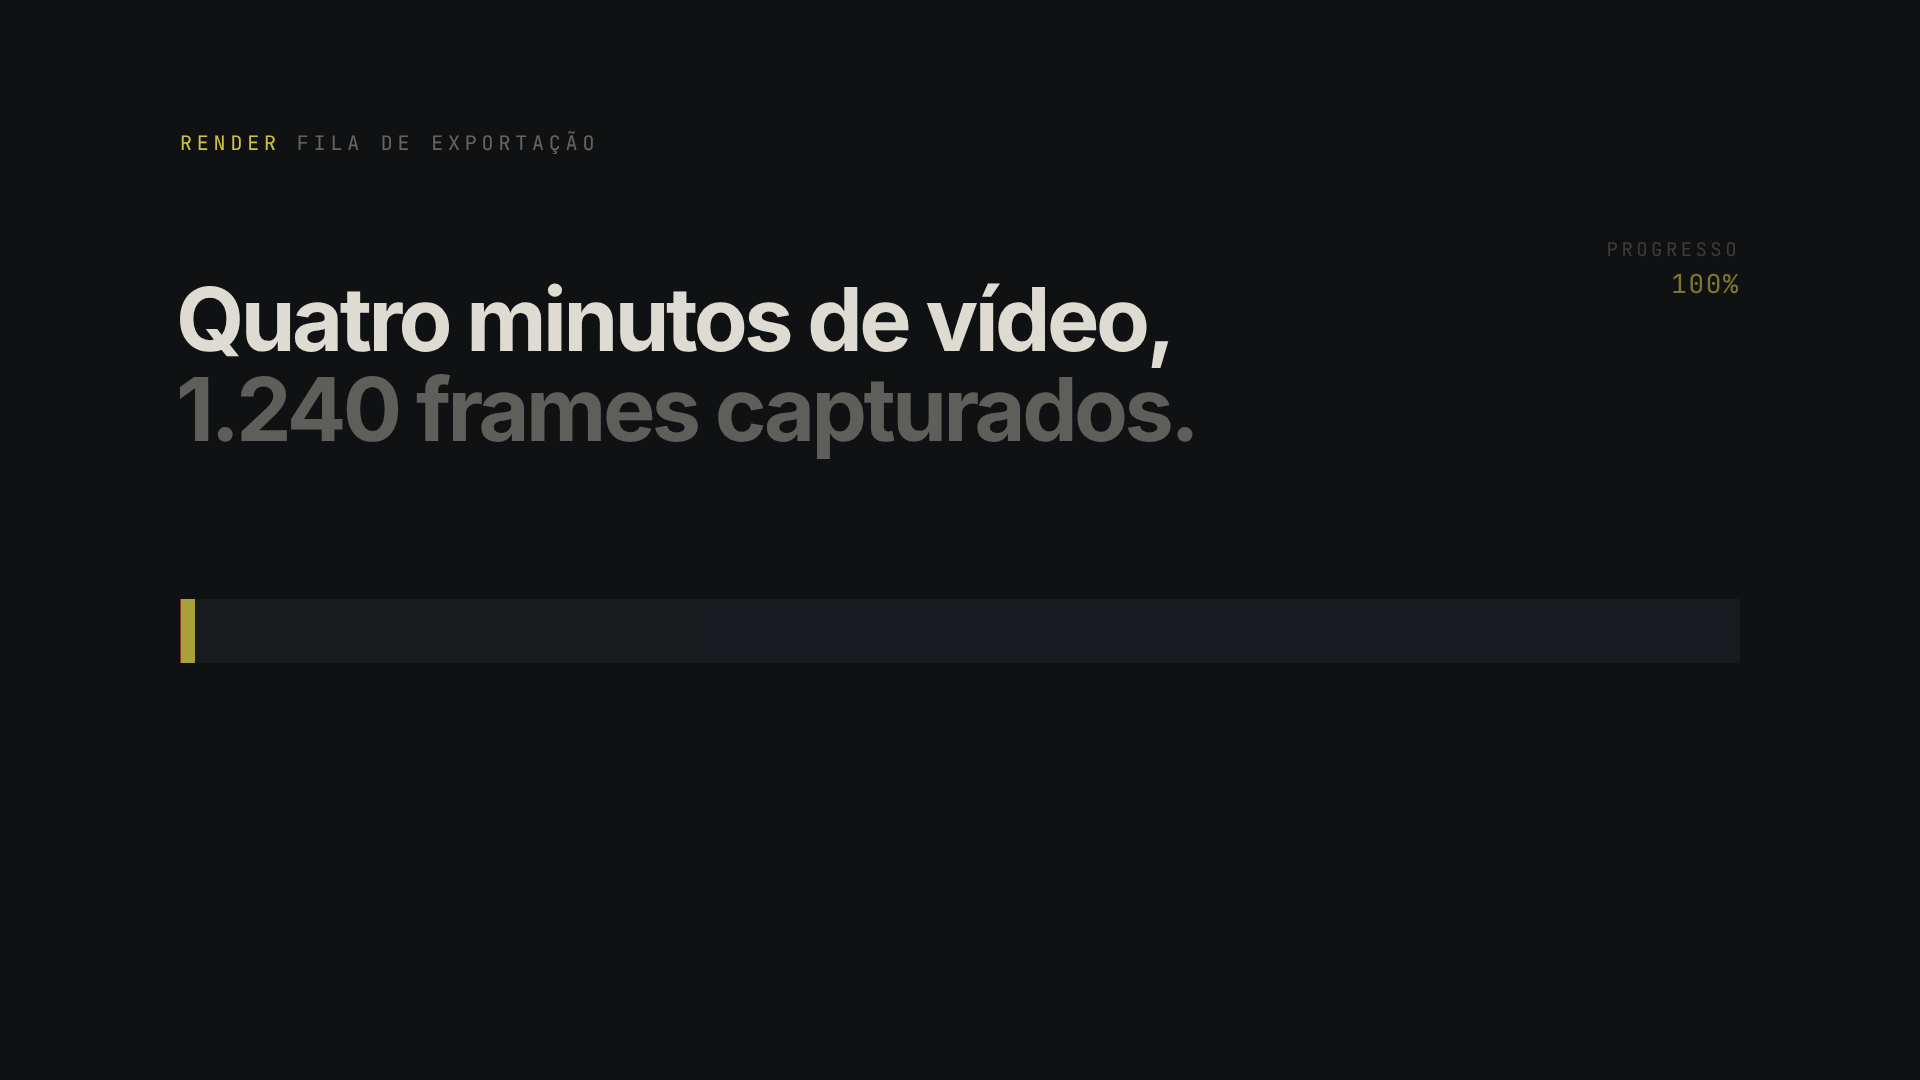 RENDER FILA DE EXPORTAÇÃO
PROGRESSO
100%
Quatro minutos de vídeo,
1.240 frames capturados.